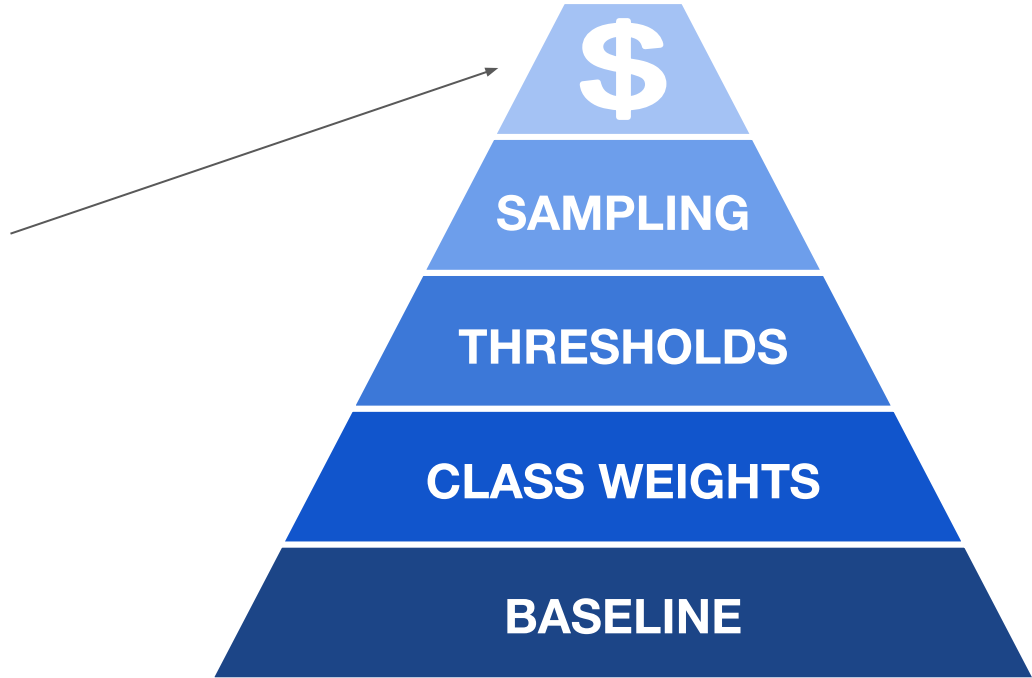 $
SAMPLING
THRESHOLDS
CLASS WEIGHTS
BASELINE